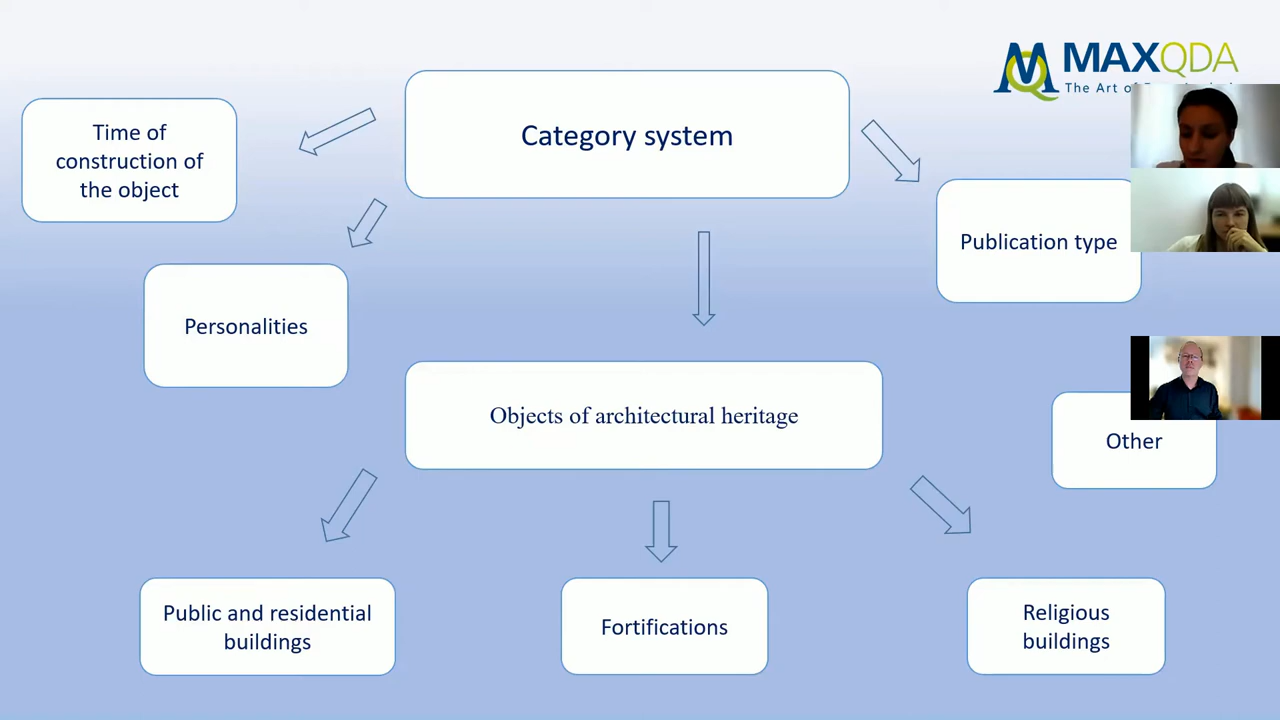 MAXQDA
The Art of
Category system
Time of
construction of
the object
Publication type
Personalities
Objects of architectural heritage
Other
Public and residential
buildings
Fortifications
Religious
buildings